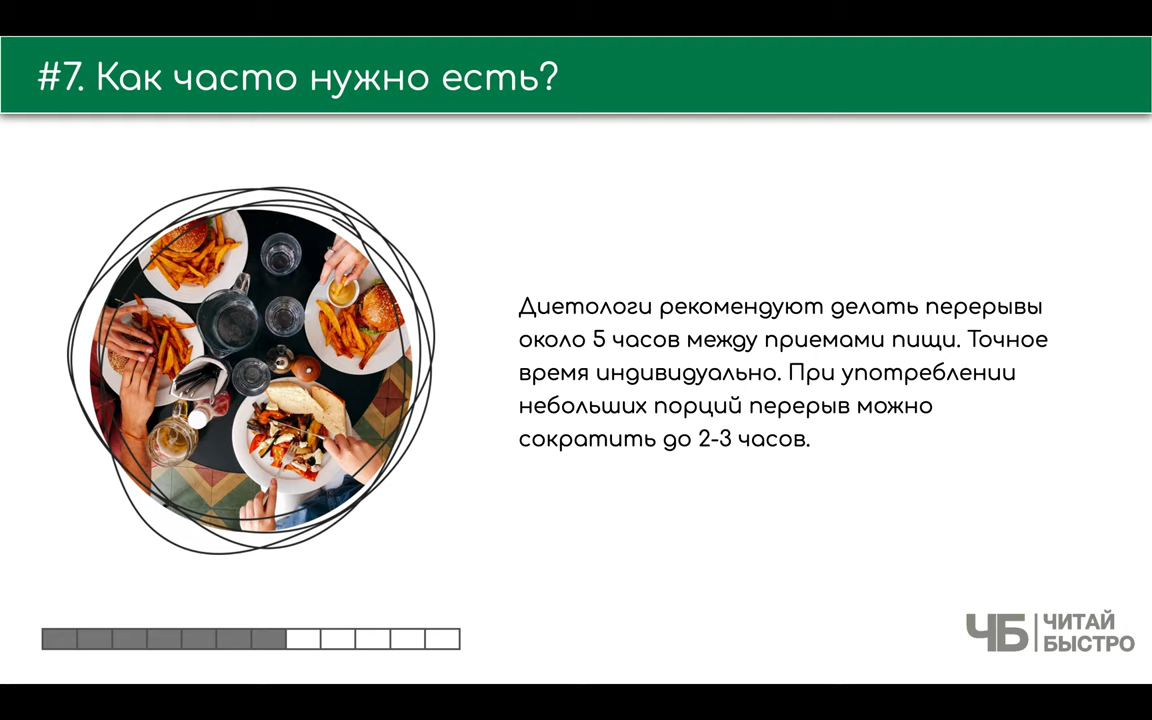 #7. Как часто нужно есть?
Диетологи рекомендуют делать перерывы
около 5 часов между приемами пищи. Точное
время индивидуально. При употреблении
небольших порций перерыв можно
сократить до 2-3 часов.
ЧБ
ЧИТАЙ
БЫСТРО